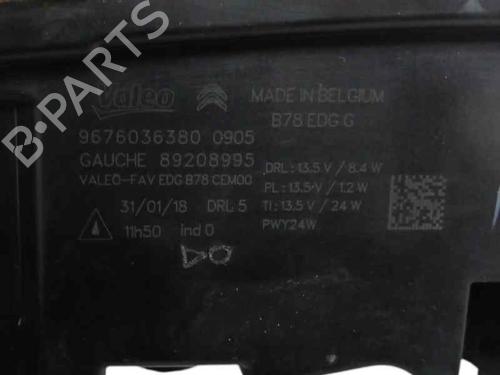 Valeo MADE IN BELGIUM
B78 EDG G
9676036380 0905
GAUCHE 89208995
DRL : 13.5 V / 8.4 W
VALEO-FAV EDG B78 CEM00
PL : 13.5 V / 1.2 W
31/01/18 DRL 5
TI : 13.5 V / 24 W
11h50 ind 0
PWY24W
B-PARTS